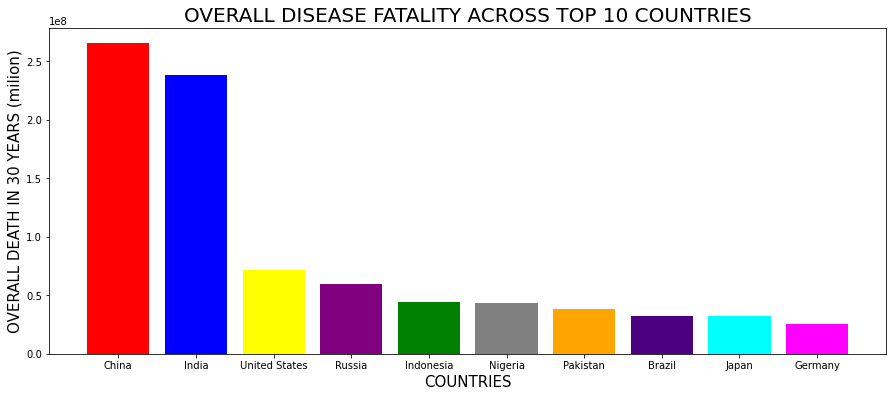 OVERALL DISEASE FATALITY ACROSS TOP 10 COUNTRIES
1e8
OVERALL DEATH IN 30 YEARS (milion)
2.5
2.0
1.5
1.0
0.5
0.0
China India United States Russia Indonesia Nigeria Pakistan Brazil Japan Germany
COUNTRIES